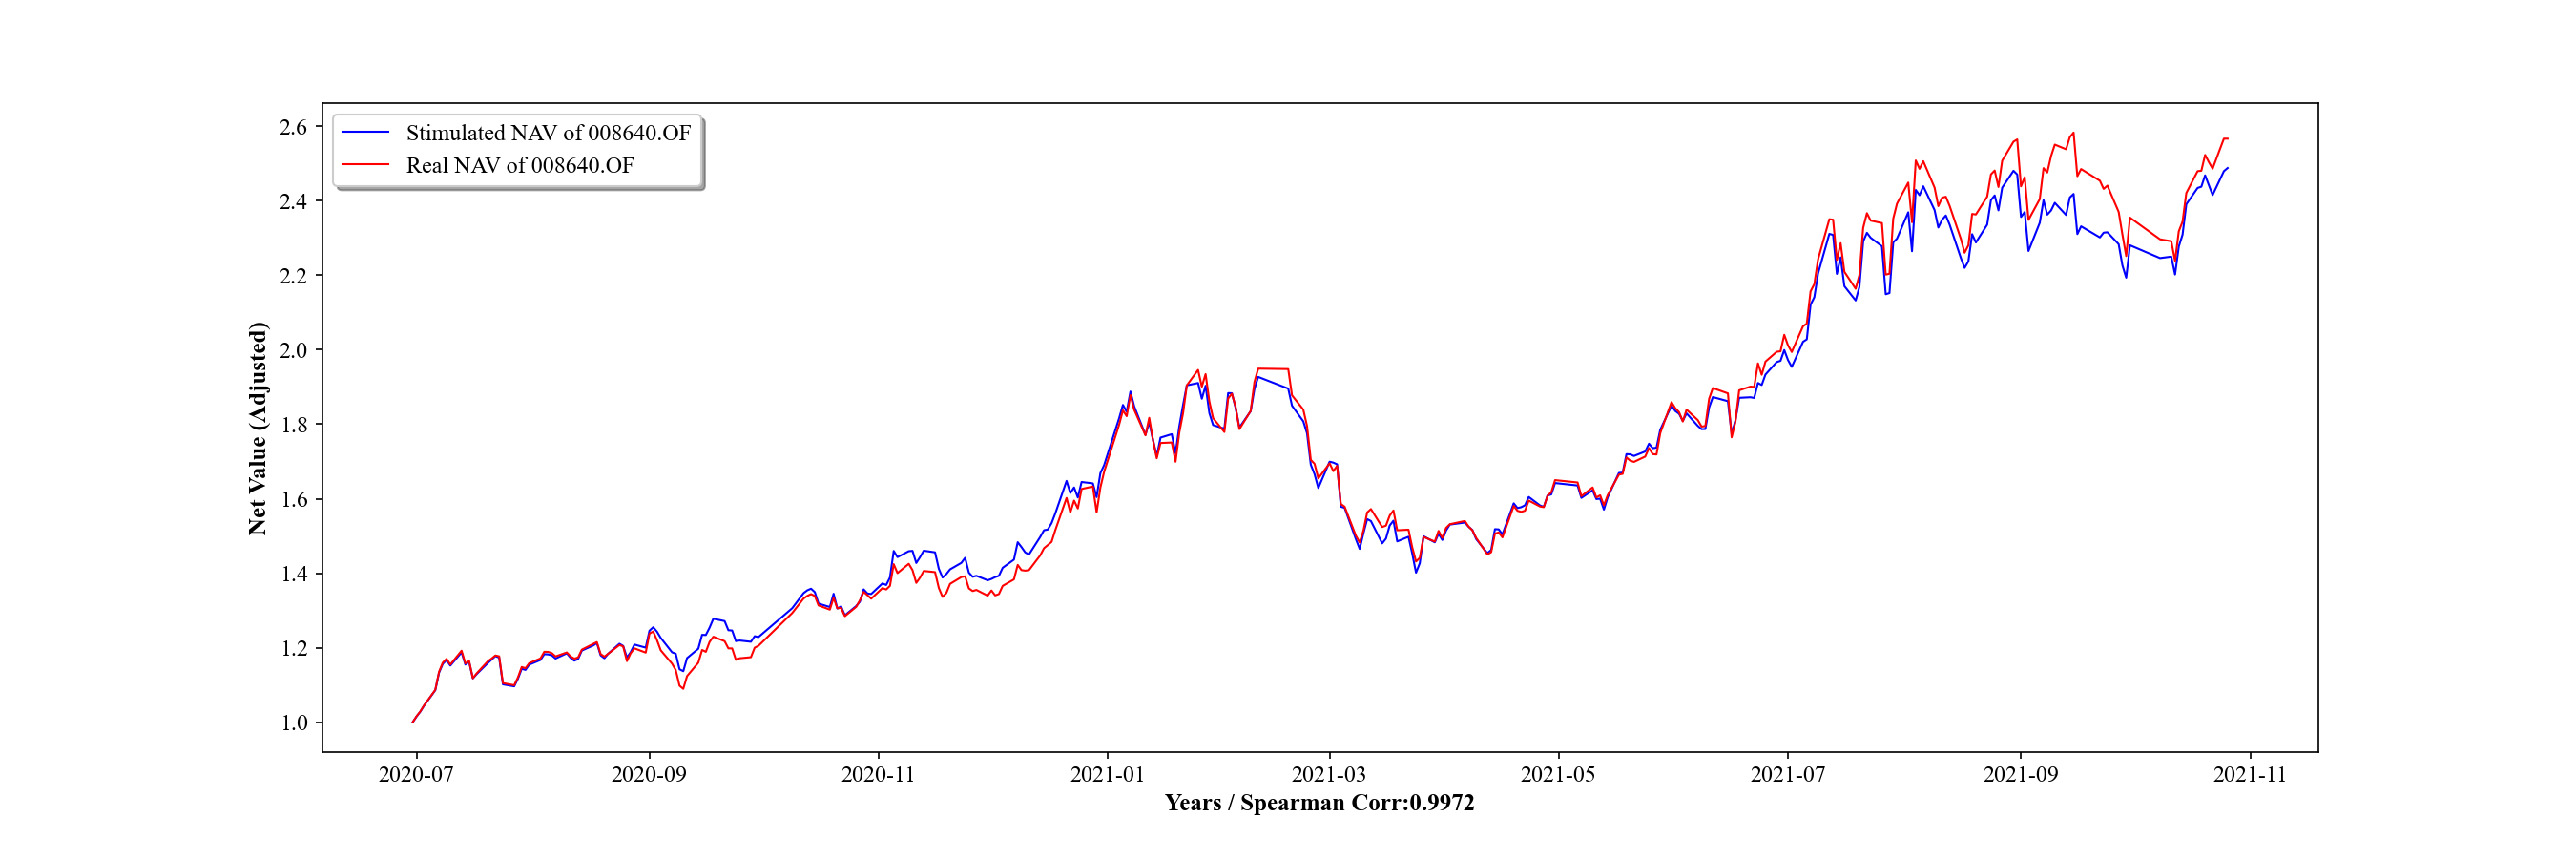 Stimulated NAV of 008640.OF
Real NAV of 008640.OF
2.6
2.4
2.2
2.0
1.8
1.6
1.4
1.2
1.0
Net Value (Adjusted)
2020-07 2020-09 2020-11 2021-01 2021-03 2021-05 2021-07 2021-09 2021-11
Years / Spearman Corr:0.9972